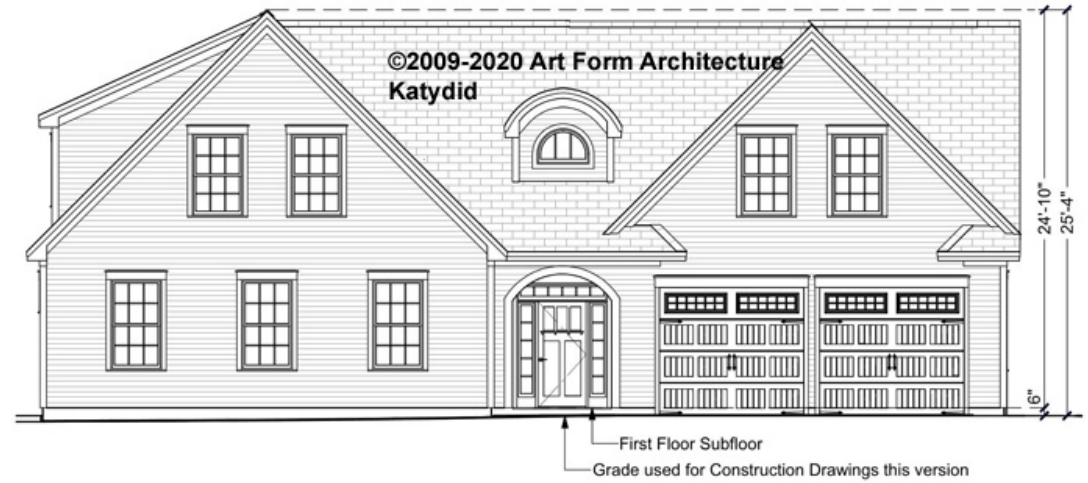 ©2009-2020 Art Form Architecture
Katydid
24'-10"
25'-4"
6"
First Floor Subfloor
Grade used for Construction Drawings this version